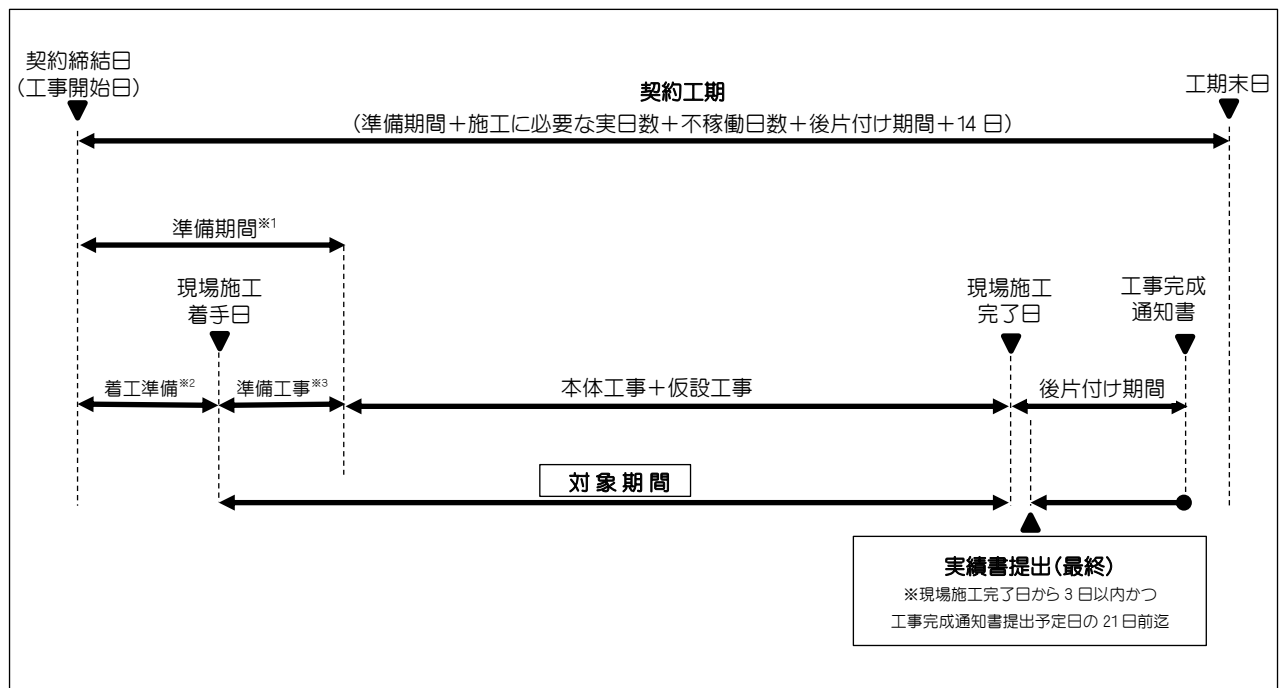 契約締結日
(工事開始日)
工期末日
契約工期
(準備期間+施工に必要な実日数+不稼働日数+後片付け期間+14日)
準備期間※1
現場施工
着手日
現場施工
完了日
工事完成
通知書
着工準備※2
準備工事※3
本体工事+仮設工事
後片付け期間
対象期間
実績書提出(最終)
※現場施工完了日から3日以内かつ
工事完成通知書提出予定日の21日前迄